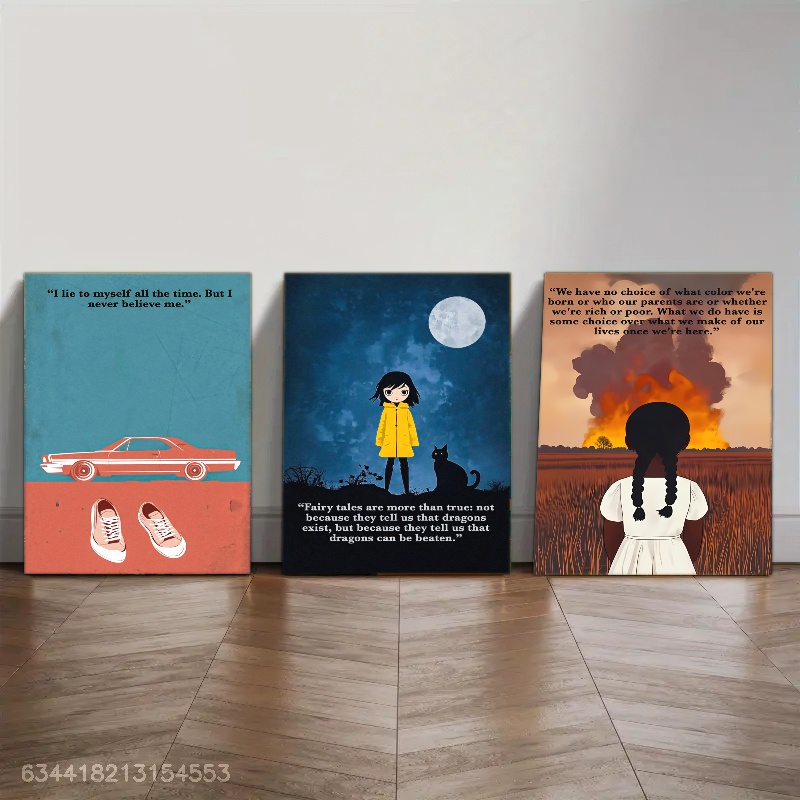 “I lie to myself all the time. But I
never believe me.”
“Fairy tales are more than true: not
because they tell us that dragons
exist, but because they tell us that
dragons can be beaten.”
“We have no choice of what color we're
born or who our parents are or whether
we're rich or poor. What we do have is
some choice over what we make of our
lives once we're here.”
634418213154553